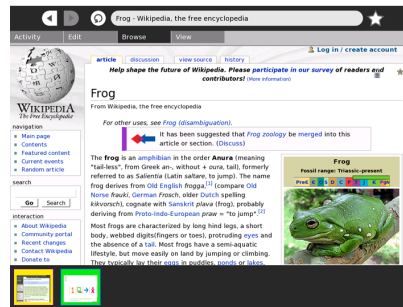 Frog - Wikipedia, the free encyclopedia
Activity Edit Browse View
Log in / create account
article discussion view source history
Help shape the future of Wikipedia. Please participate in our survey of readers and
contributors! (More information)
Frog
From Wikipedia, the free encyclopedia
For other uses, see Frog (disambiguation).
it has been suggested that Frog zoology be merged into this
article or section. (Discuss)
The frog is an amphibian in the order Anura (meaning
"tail-less", from Greek an-, without + oura, tail), formerly
referred to as Salientia (Latin saltare, to jump). The name
frog derives from Old English frogga,[1] (compare Old
Norse frauki, German Frosch, older Dutch spelling
kikvorsch), cognate with Sanskrit plava (frog), probably
deriving from Proto-Indo-European praw = "to jump".[2]
Most frogs are characterized by long hind legs, a short
body, webbed digits(fingers or toes), protruding eyes and
the absence of a tail. Most frogs have a semi-aquatic
lifestyle, but move easily on land by jumping or climbing.
They typically lay their eggs in puddles, ponds or lakes,
Frog
Fossil range: Triassic-present
WIKIPEDIA
The Free Encyclopedia
navigation
Main page
Contents
Featured content
Current events
Random article
search
Go Search
interaction
About Wikipedia
Community portal
Recent changes
Contact Wikipedia
Donate to